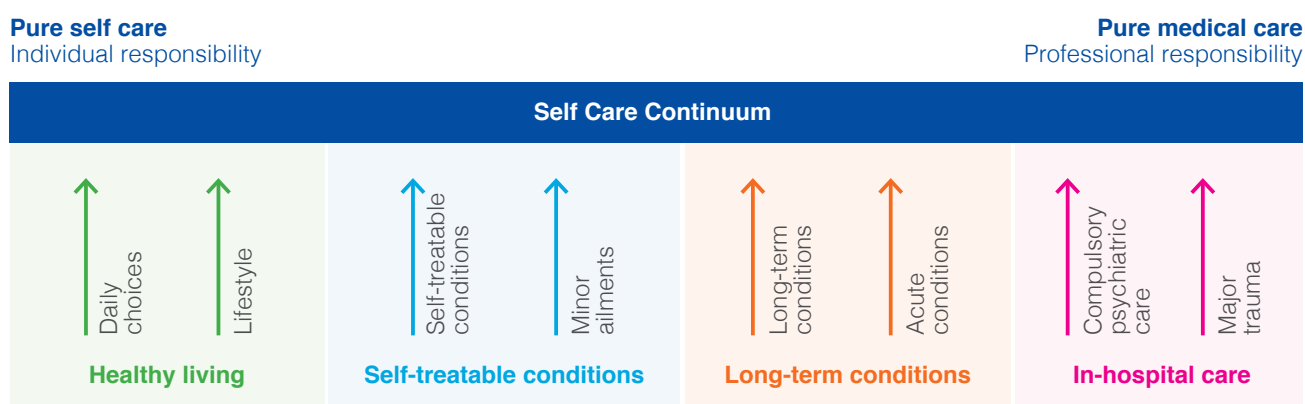 Pure self care
Individual responsibility
Pure medical care
Professional responsibility
Self Care Continuum
Daily
choices
Lifestyle
Self-treatable
conditions
Minor
ailments
Long-term
conditions
Acute
conditions
Compulsory
psychiatric
care
Major
trauma
Healthy living
Self-treatable conditions
Long-term conditions
In-hospital care